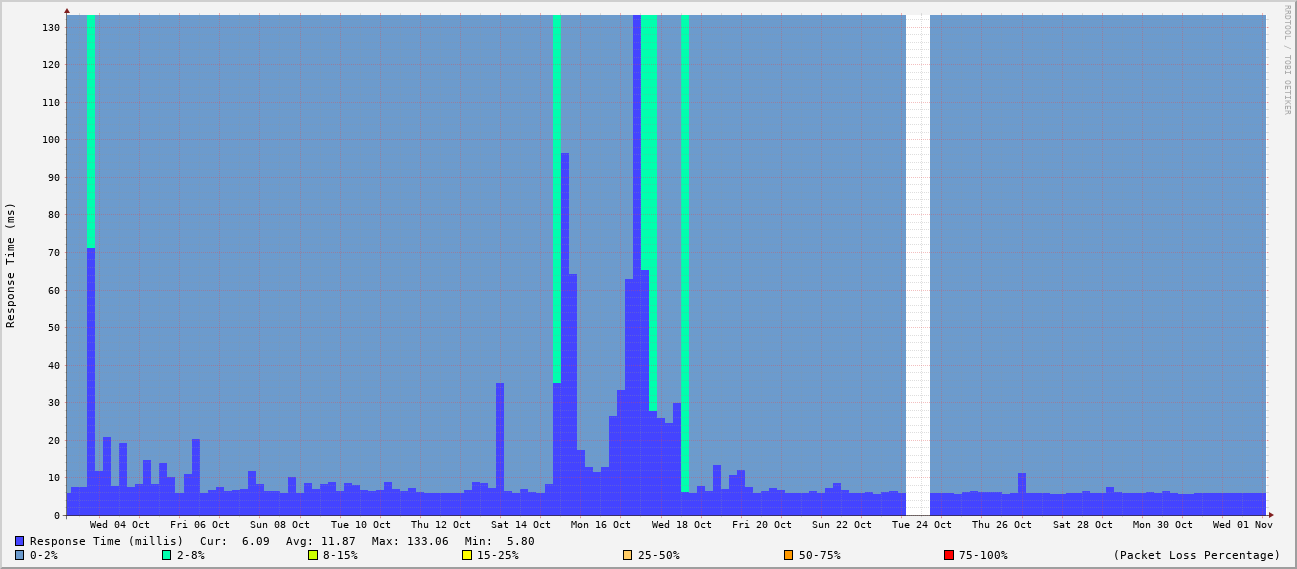 RRDTOOL / TOBI OETIKER
Response Time (ms)
130
120
110
100
90
80
70
60
50
40
30
20
10
0
Wed 04 Oct Fri 06 Oct Sun 08 Oct Tue 10 Oct Thu 12 Oct Sat 14 Oct Mon 16 Oct Wed 18 Oct Fri 20 Oct Sun 22 Oct Tue 24 Oct Thu 26 Oct Sat 28 Oct Mon 30 Oct Wed 01 Nov
Response Time (millis) Cur: 6.09 Avg: 11.87 Max: 133.06 Min: 5.80
0-2% 2-8% 8-15% 15-25% 25-50% 50-75% 75-100% (Packet Loss Percentage)